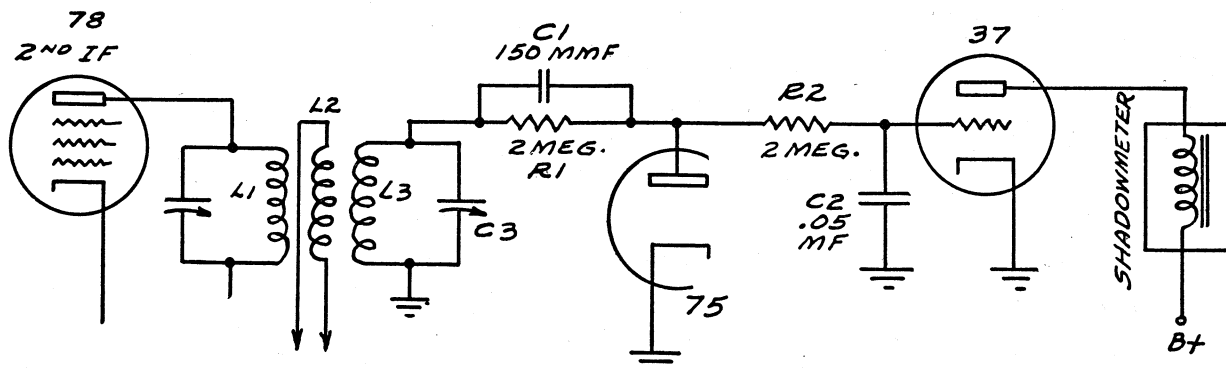 78
2ND IF
L1
L2
L3
C3
C1
150 MMF
2 MEG.
R1
75
R2
2 MEG.
C2
.05
MF
37
SHADOWMETER
B+